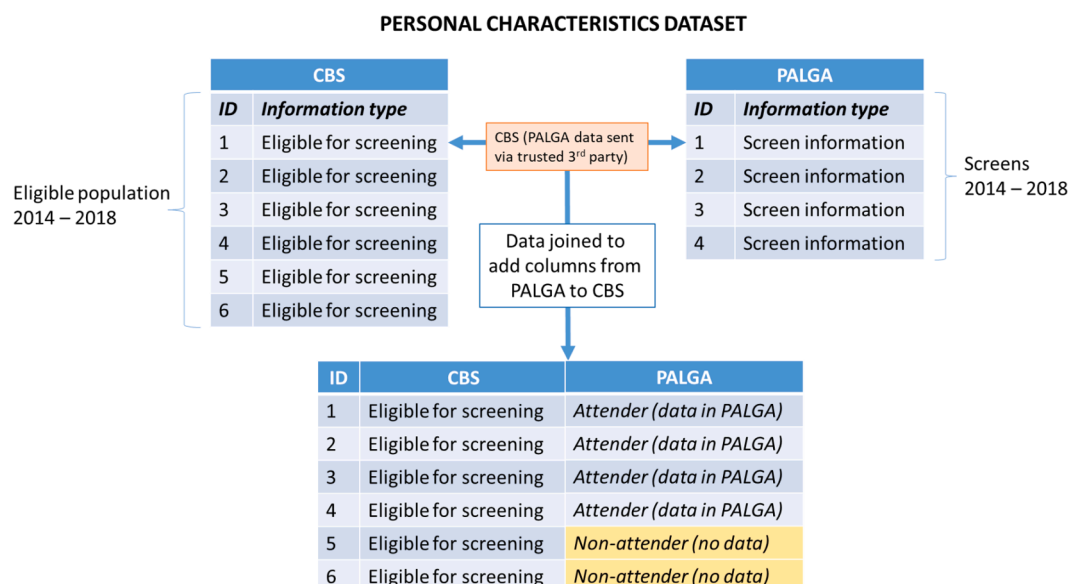 PERSONAL CHARACTERISTICS DATASET
CBS
ID Information type
1 Eligible for screening
2 Eligible for screening
3 Eligible for screening
4 Eligible for screening
5 Eligible for screening
6 Eligible for screening
Eligible population
2014 – 2018
CBS (PALGA data sent
via trusted 3rd party)
Data joined to
add columns from
PALGA to CBS
PALGA
ID Information type
1 Screen information
2 Screen information
3 Screen information
4 Screen information
Screens
2014 – 2018
ID CBS PALGA
1 Eligible for screening Attender (data in PALGA)
2 Eligible for screening Attender (data in PALGA)
3 Eligible for screening Attender (data in PALGA)
4 Eligible for screening Attender (data in PALGA)
5 Eligible for screening Non-attender (no data)
6 Eligible for screening Non-attender (no data)